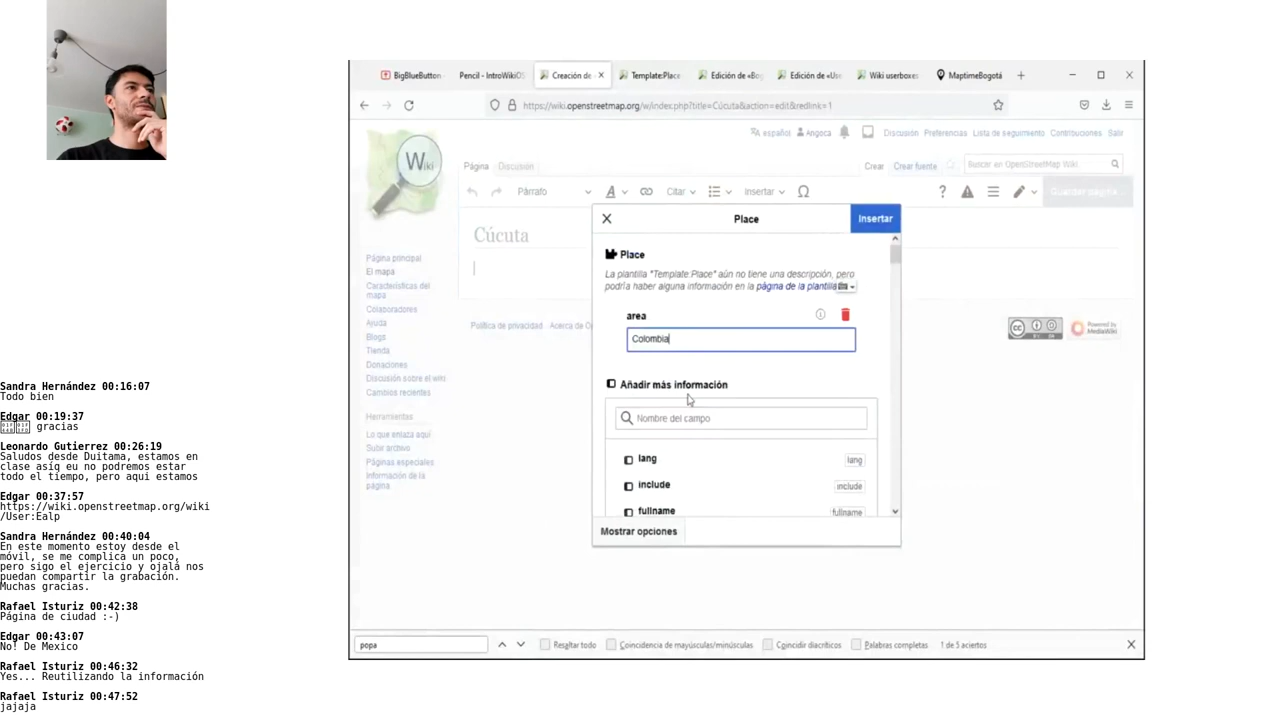 Sandra Hernández 00:16:07
Todo bien
Edgar 00:19:37
gracias
Leonardo Gutierrez 00:26:19
Saludos desde Duitama, estamos en
clase asíg eu no podremos estar
todo el tiempo, pero aqui estamos
Edgar 00:37:57
https://wiki.openstreetmap.org/wiki
/User:Ealp
Sandra Hernández 00:40:04
En este momento estoy desde el
móvil, se me complica un poco,
pero sigo el ejercicio y ojalá nos
puedan compartir la grabación.
Muchas gracias.
Rafael Isturiz 00:42:38
Página de ciudad :-)
Edgar 00:43:07
No! De Mexico
Rafael Isturiz 00:46:32
Yes... Reutilizando la información
Rafael Isturiz 00:47:52
jajaja
BigBlueButton Pencil - IntroWikiOS Creación de Template:Place Edición de «Bog Edición de «Use Wiki userboxes MaptimeBogotá
https://wiki.openstreetmap.org/w/index.php?title=Cúcuta&action=edit&redlink=1
español Angoca Discusión Preferencias Lista de seguimiento Contribuciones Salir
Wiki
Página Discusión Crear Crear fuente Buscar en OpenStreetMap Wiki
Párrafo A Citar Insertar Ω ? Guardar página...
Cúcuta
Página principal
El mapa
Características del
mapa
Colaboradores
Ayuda
Blogs
Tienda
Donaciones
Discusión sobre el wiki
Cambios recientes
Herramientas
Lo que enlaza aquí
Subir archivo
Páginas especiales
Información de la
página
Política de privacidad Acerca de
Powered by
MediaWiki
Place Insertar
Place
La plantilla "Template:Place" aún no tiene una descripción, pero
podría haber alguna información en la página de la plantilla
area
Colombia
Añadir más información
Nombre del campo
lang lang
include include
fullname fullname
Mostrar opciones
popa Resaltar todo Coincidencia de mayúsculas/minúsculas Coincidir diacríticos Palabras completas 1 de 5 aciertos